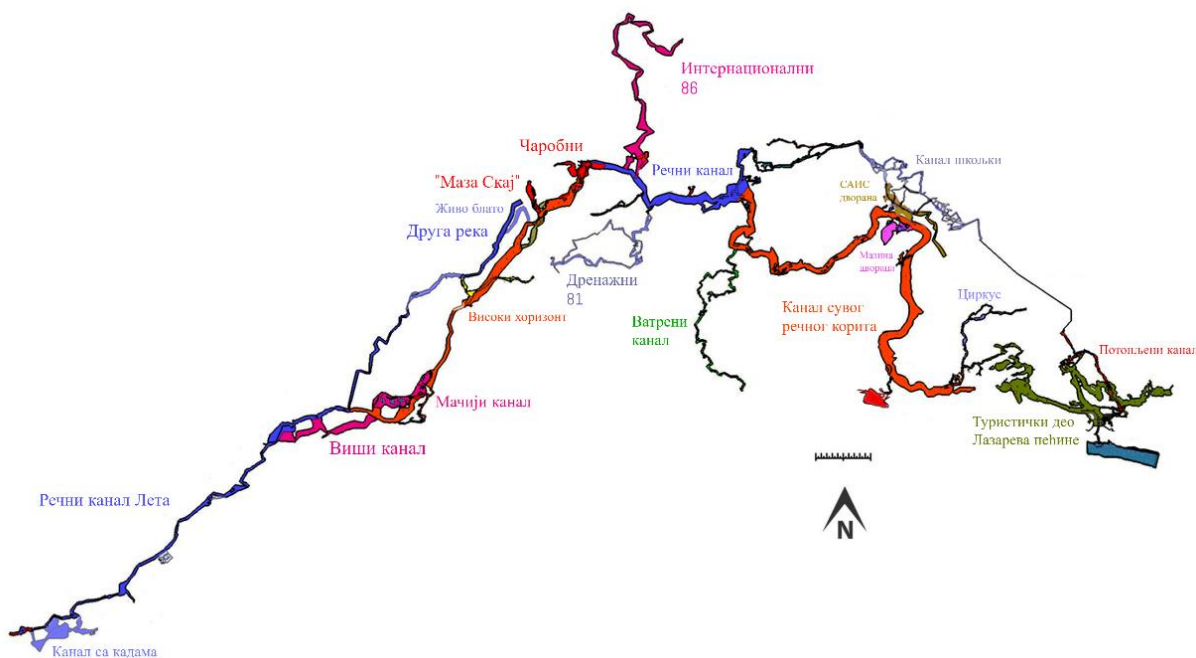 Интернационални
86
Чаробни
Речни канал
Канал шкољки
"Маза Скај"
САИС
дворана
Живо блато
Друга река
Мазина
дворана
Дренажни
81
Циркус
Високи хоризонт
Канал сувог
речног корита
Ватрени
канал
Потопљени канал
Мачији канал
Туристички део
Лазарева пећине
Виши канал
Речни канал Лета
N
Канал са кадама